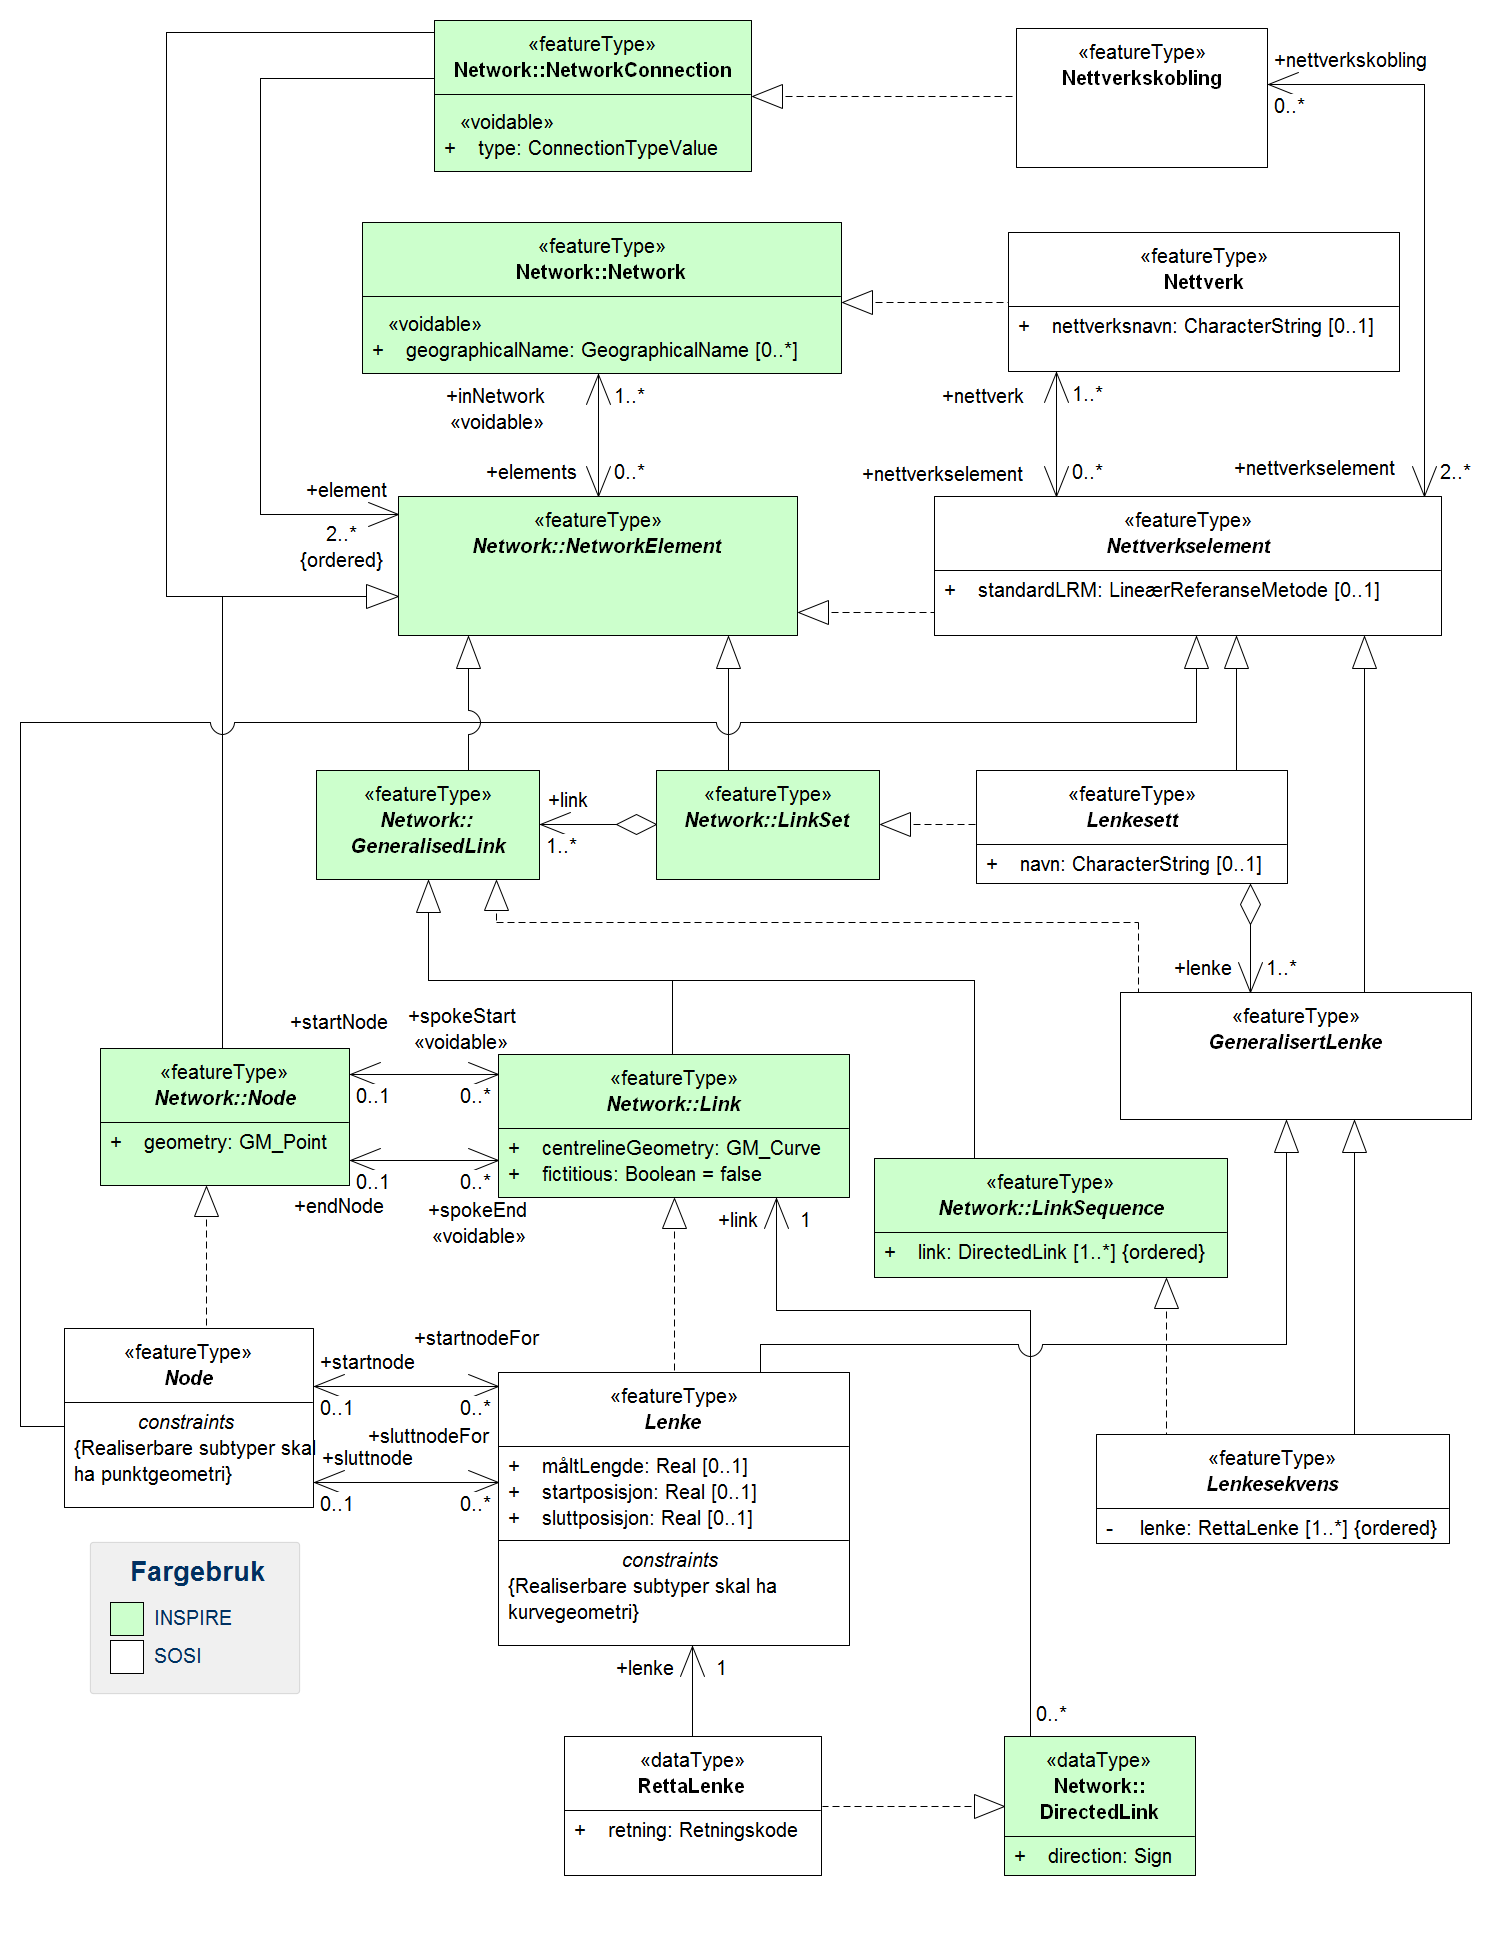 «featureType»
Network::NetworkConnection
«voidable»
+ type: ConnectionTypeValue
«featureType»
Nettverkskobling
+nettverkskobling
0..*
«featureType»
Network::Network
«voidable»
+ geographicalName: GeographicalName [0..*]
«featureType»
Nettverk
+ nettverksnavn: CharacterString [0..1]
+inNetwork
«voidable»
1..*
+nettverk
1..*
+elements
0..*
+nettverkselement
0..*
+nettverkselement
2..*
+element
2..*
{ordered}
«featureType»
Network::NetworkElement
«featureType»
Nettverkselement
+ standardLRM: LineærReferanseMetode [0..1]
«featureType»
Network::
GeneralisedLink
+link
1..*
«featureType»
Network::LinkSet
«featureType»
Lenkesett
+ navn: CharacterString [0..1]
+lenke
1..*
«featureType»
GeneralisertLenke
+startNode
+spokeStart
«voidable»
0..1
0..*
«featureType»
Network::Node
+ geometry: GM_Point
0..1
0..*
+endNode
+spokeEnd
«voidable»
«featureType»
Network::Link
+ centrelineGeometry: GM_Curve
+ fictitious: Boolean = false
+link
1
«featureType»
Network::LinkSequence
+ link: DirectedLink [1..*] {ordered}
«featureType»
Node
constraints
{Realiserbare subtyper skal
ha punktgeometri}
+startnodeFor
+startnode
0..1
0..*
+sluttnodeFor
+sluttnode
0..1
0..*
«featureType»
Lenke
+ måltLengde: Real [0..1]
+ startposisjon: Real [0..1]
+ sluttposisjon: Real [0..1]
constraints
{Realiserbare subtyper skal ha
kurvegeometri}
«featureType»
Lenkesekvens
- lenke: RettaLenke [1..*] {ordered}
Fargebruk
INSPIRE
SOSI
+lenke
1
0..*
«dataType»
RettaLenke
+ retning: Retningskode
«dataType»
Network::
DirectedLink
+ direction: Sign